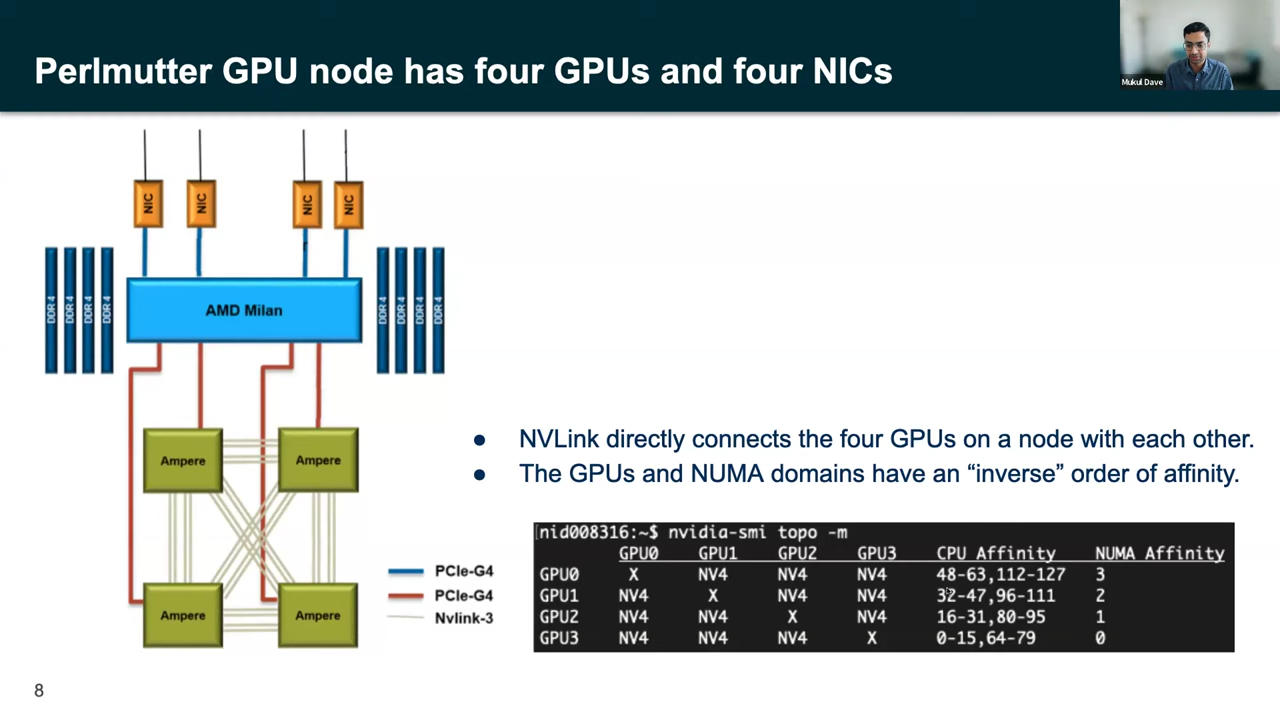 Perlmutter GPU node has four GPUs and four NICs
Mukul Dave
NIC NIC NIC NIC
DDR 4 DDR 4 DDR 4 DDR 4
AMD Milan
DDR 4 DDR 4 DDR 4 DDR 4
Ampere Ampere
Ampere Ampere
PCIe-G4
PCIe-G4
Nvlink-3
● NVLink directly connects the four GPUs on a node with each other.
● The GPUs and NUMA domains have an “inverse” order of affinity.
[nid008316:~$ nvidia-smi topo -m
GPU0 GPU1 GPU2 GPU3 CPU Affinity NUMA Affinity
GPU0 X NV4 NV4 NV4 48-63,112-127 3
GPU1 NV4 X NV4 NV4 32-47,96-111 2
GPU2 NV4 NV4 X NV4 16-31,80-95 1
GPU3 NV4 NV4 NV4 X 0-15,64-79 0
8